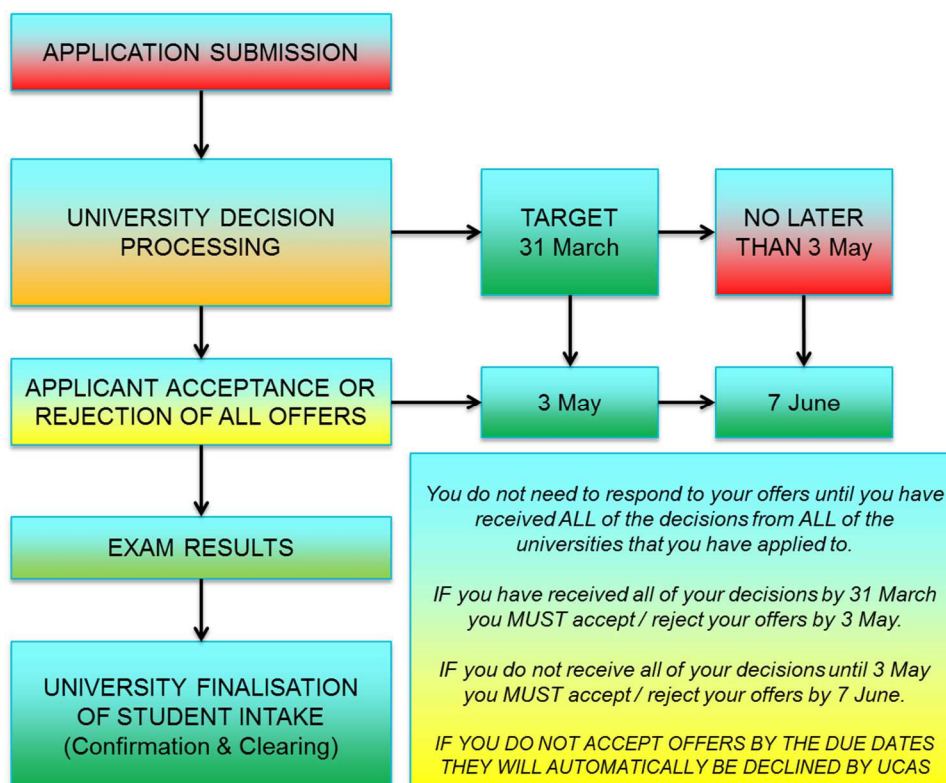 APPLICATION SUBMISSION
UNIVERSITY DECISION
PROCESSING
TARGET
31 March
NO LATER
THAN 3 May
APPLICANT ACCEPTANCE OR
REJECTION OF ALL OFFERS
3 May
7 June
EXAM RESULTS
UNIVERSITY FINALISATION
OF STUDENT INTAKE
(Confirmation & Clearing)
You do not need to respond to your offers until you have
received ALL of the decisions from ALL of the
universities that you have applied to.
IF you have received all of your decisions by 31 March
you MUST accept / reject your offers by 3 May.
IF you do not receive all of your decisions until 3 May
you MUST accept / reject your offers by 7 June.
IF YOU DO NOT ACCEPT OFFERS BY THE DUE DATES
THEY WILL AUTOMATICALLY BE DECLINED BY UCAS